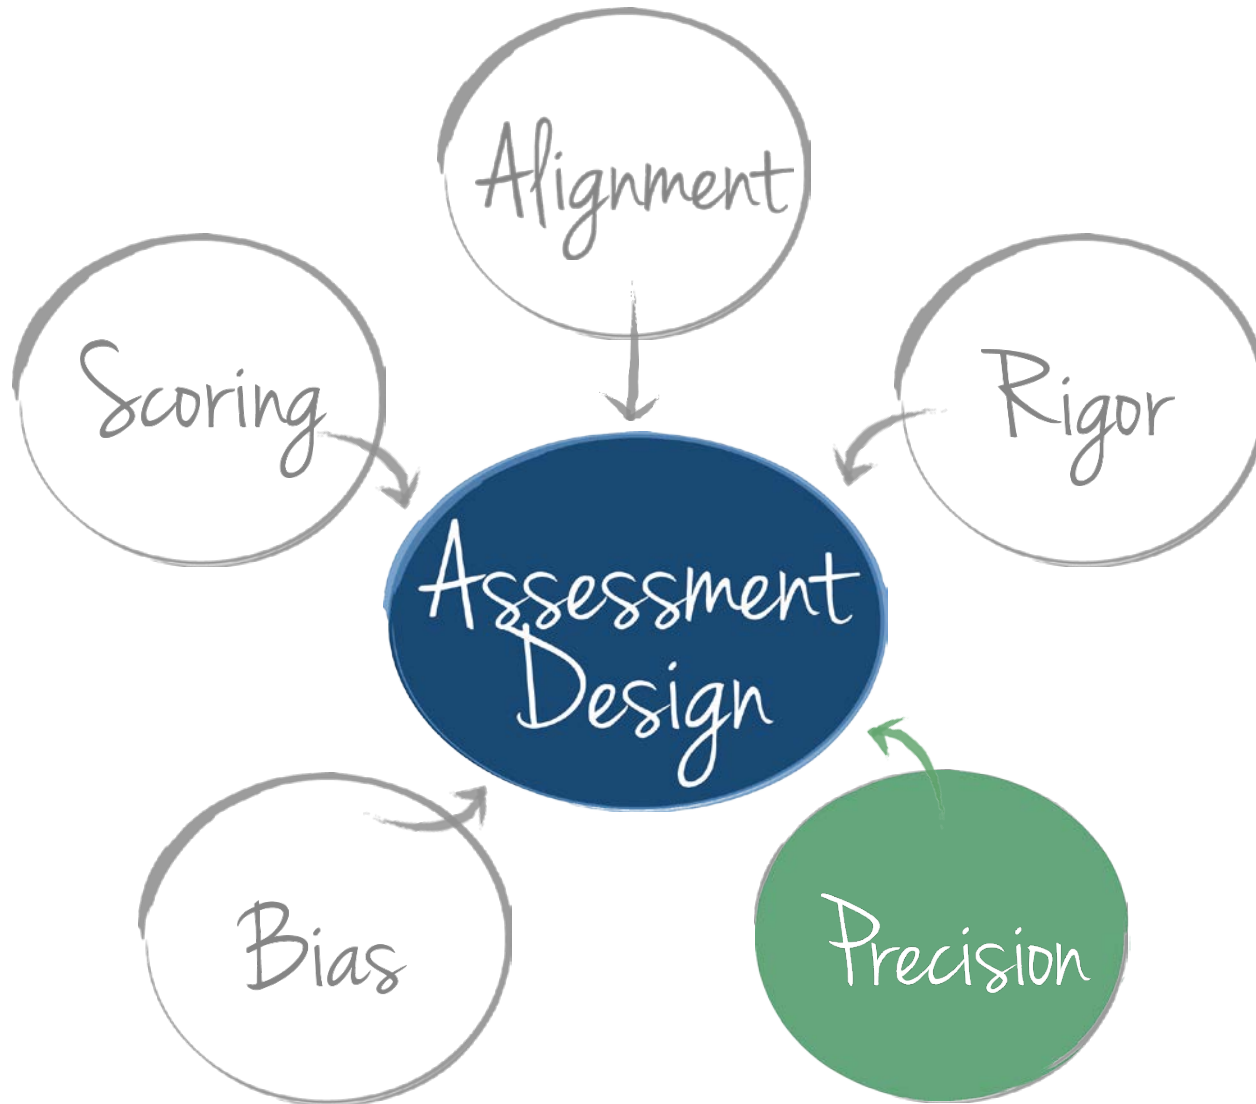 Alignment
Scoring
Rigor
Assessment
Design
Bias
Precision